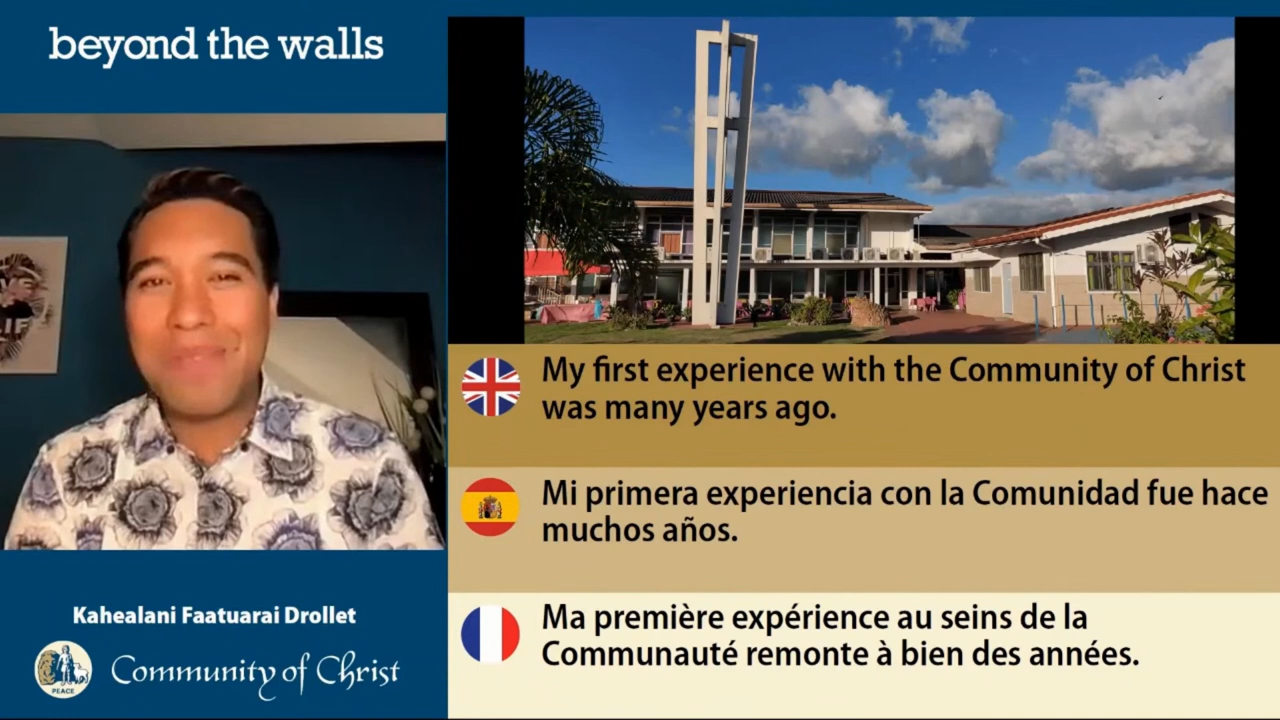 beyond the walls
My first experience with the Community of Christ
was many years ago.
Mi primera experiencia con la Comunidad fue hace
muchos años.
Ma première expérience au seins de la
Communauté remonte à bien des années.
Kahealani Faatuarai Drollet
PEACE
Community of Christ